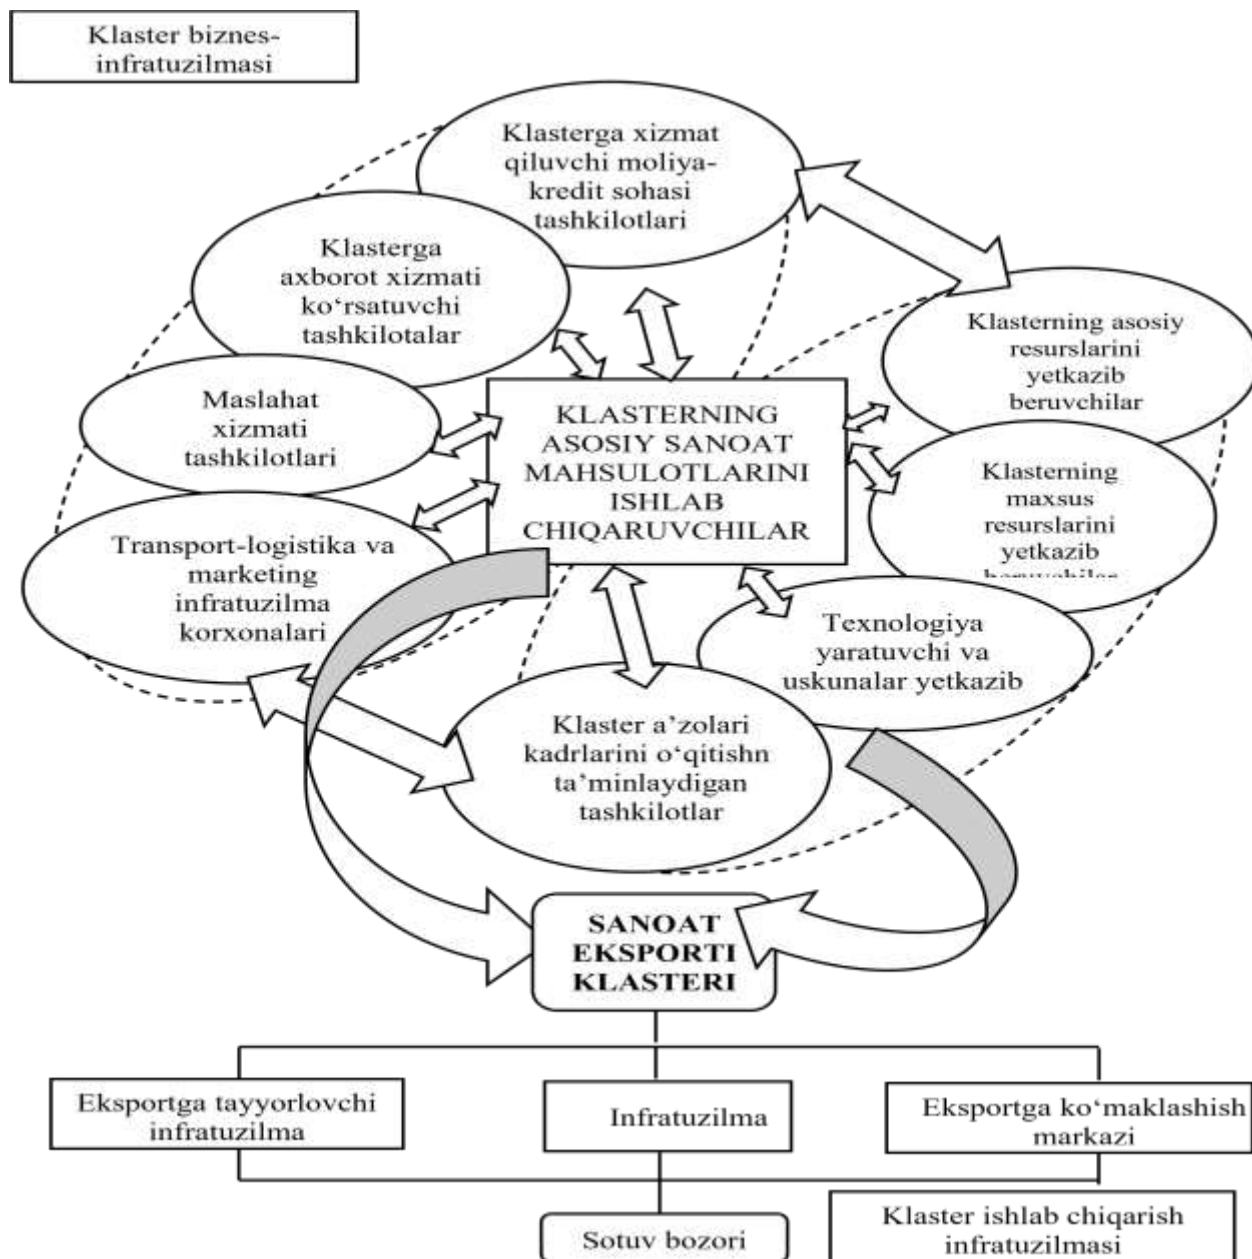 Klaster biznes-
infratuzilmasi
Klasterga xizmat
qiluvchi moliya-
kredit sohasi
tashkilotlari
Klasterga
axborot xizmati
ko‘rsatuvchi
tashkilotalar
Klasterning asosiy
resurslarini
yetkazib
beruvchilar
Maslahat
xizmati
tashkilotlari
KLASTERNING
ASOSIY SANOAT
MAHSULOTLARINI
ISHLAB
CHIQARUVCHILAR
Klasterning
maxsus
resurslarini
yetkazib
Transport-logistika va
marketing
infratuzilma
korxonalari
Texnologiya
yaratuvchi va
uskunalar yetkazib
Klaster a’zolari
kadrlarini o‘qitishn
ta’minlaydigan
tashkilotlar
SANOAT
EKSPORTI
KLASTERI
Eksportga tayyorlovchi
infratuzilma
Infratuzilma
Eksportga ko‘maklashish
markazi
Sotuv bozori
Klaster ishlab chiqarish
infratuzilmasi